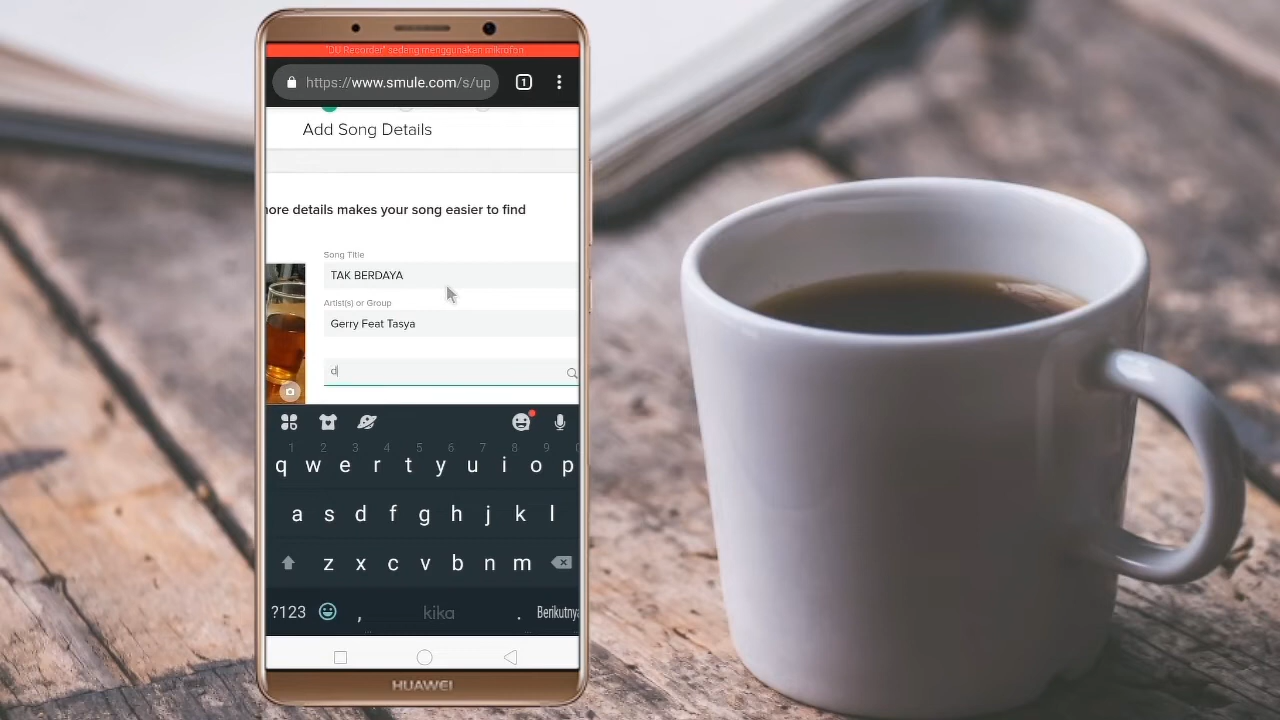 "DU Recorder" sedang menggunakan mikrofon
https://www.smule.com/s/up
1
Add Song Details
more details makes your song easier to find
Song Title
TAK BERDAYA
Artist(s) or Group
Gerry Feat Tasya
d
1 2 3 4 5 6 7 8 9
q w e r t y u i o p
a s d f g h j k l
z x c v b n m
?123 , kika . Berikutnya
HUAWEI